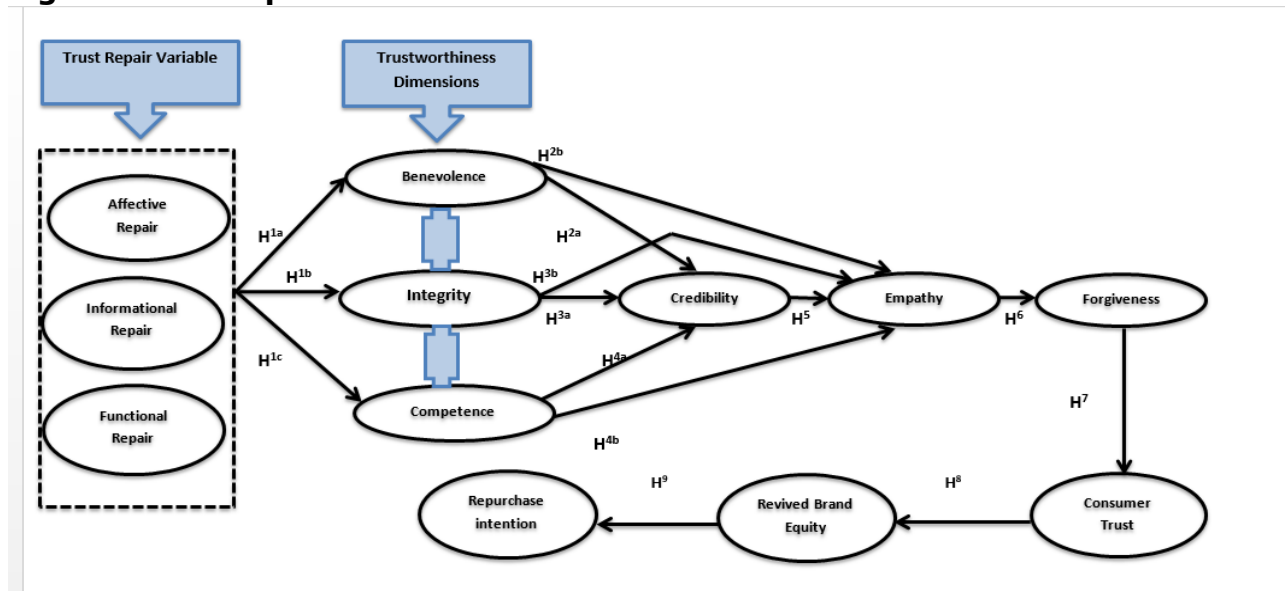 Trust Repair Variable
Trustworthiness
Dimensions
H2b
Benevolence
Affective
Repair
H1a
H2a
H1b
H3b
Integrity
Credibility
Empathy
Forgiveness
Informational
Repair
H3a
H5
H6
H1c
H4a
Competence
H7
Functional
Repair
H4b
H9
H8
Repurchase
intention
Revived Brand
Equity
Consumer
Trust